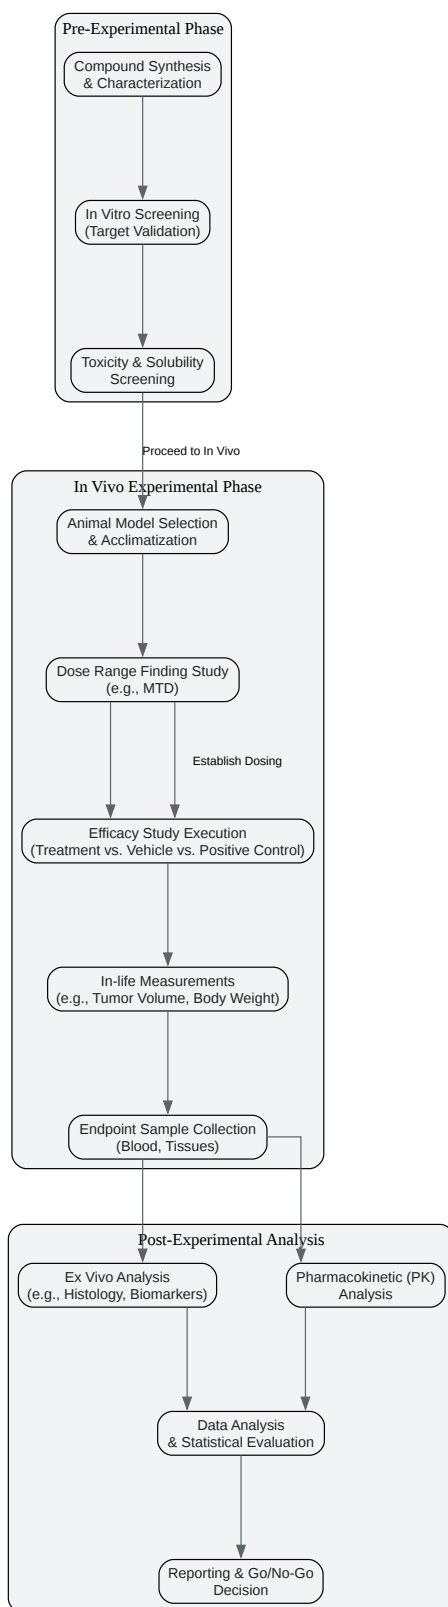 Pre-Experimental Phase
Compound Synthesis
& Characterization
In Vitro Screening
(Target Validation)
Toxicity & Solubility
Screening
Proceed to In Vivo
In Vivo Experimental Phase
Animal Model Selection
& Acclimatization
Dose Range Finding Study
(e.g., MTD)
Establish Dosing
Efficacy Study Execution
(Treatment vs. Vehicle vs. Positive Control)
In-life Measurements
(e.g., Tumor Volume, Body Weight)
Endpoint Sample Collection
(Blood, Tissues)
Post-Experimental Analysis
Ex Vivo Analysis
(e.g., Histology, Biomarkers)
Pharmacokinetic (PK)
Analysis
Data Analysis
& Statistical Evaluation
Reporting & Go/No-Go
Decision